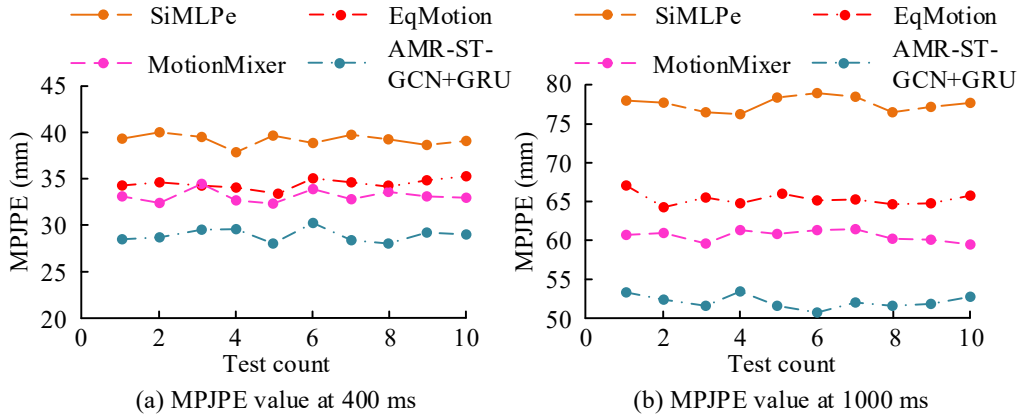 SiMLPe
EqMotion
MotionMixer
AMR-ST-
GCN+GRU
45
40
35
30
25
20
MPJPE (mm)
0
2
4
6
8
10
Test count
(a) MPJPE value at 400 ms
SiMLPe
EqMotion
MotionMixer
AMR-ST-
GCN+GRU
80
75
70
65
60
55
50
MPJPE (mm)
0
2
4
6
8
10
Test count
(b) MPJPE value at 1000 ms